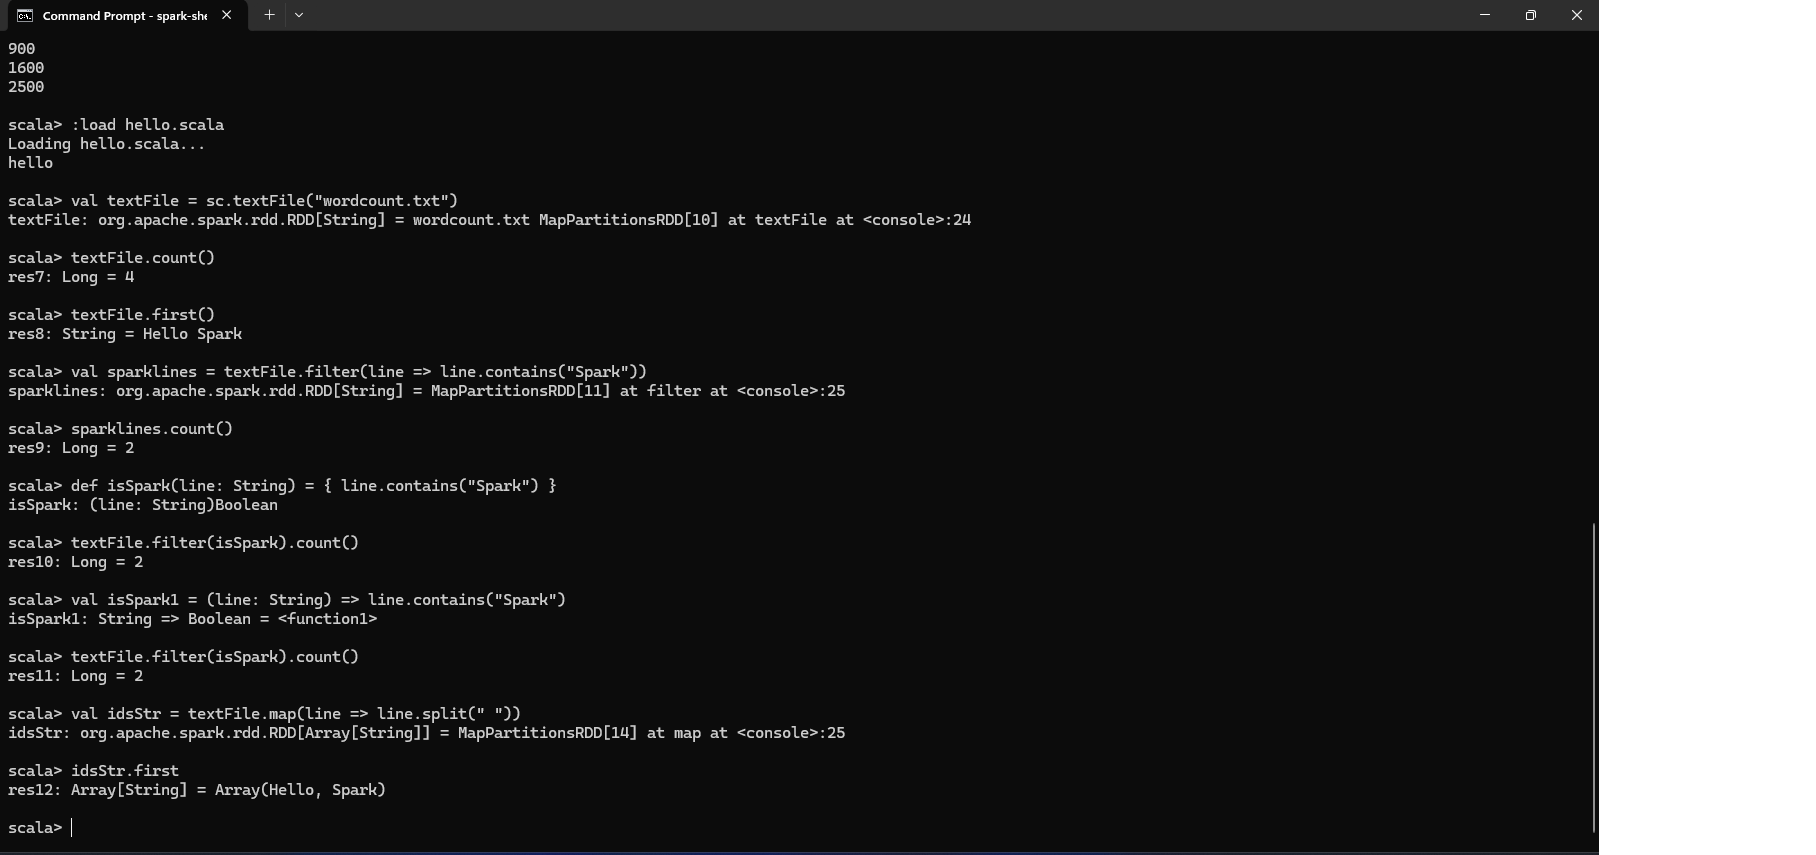 Command Prompt - spark-she
900
1600
2500
scala> :load hello.scala
Loading hello.scala...
hello
scala> val textFile = sc.textFile("wordcount.txt")
textFile: org.apache.spark.rdd.RDD[String] = wordcount.txt MapPartitionsRDD[10] at textFile at <console>:24
scala> textFile.count()
res7: Long = 4
scala> textFile.first()
res8: String = Hello Spark
scala> val sparklines = textFile.filter(line => line.contains("Spark"))
sparklines: org.apache.spark.rdd.RDD[String] = MapPartitionsRDD[11] at filter at <console>:25
scala> sparklines.count()
res9: Long = 2
scala> def isSpark(line: String) = { line.contains("Spark") }
isSpark: (line: String)Boolean
scala> textFile.filter(isSpark).count()
res10: Long = 2
scala> val isSpark1 = (line: String) => line.contains("Spark")
isSpark1: String => Boolean = <function1>
scala> textFile.filter(isSpark).count()
res11: Long = 2
scala> val idsStr = textFile.map(line => line.split(" "))
idsStr: org.apache.spark.rdd.RDD[Array[String]] = MapPartitionsRDD[14] at map at <console>:25
scala> idsStr.first
res12: Array[String] = Array(Hello, Spark)
scala>